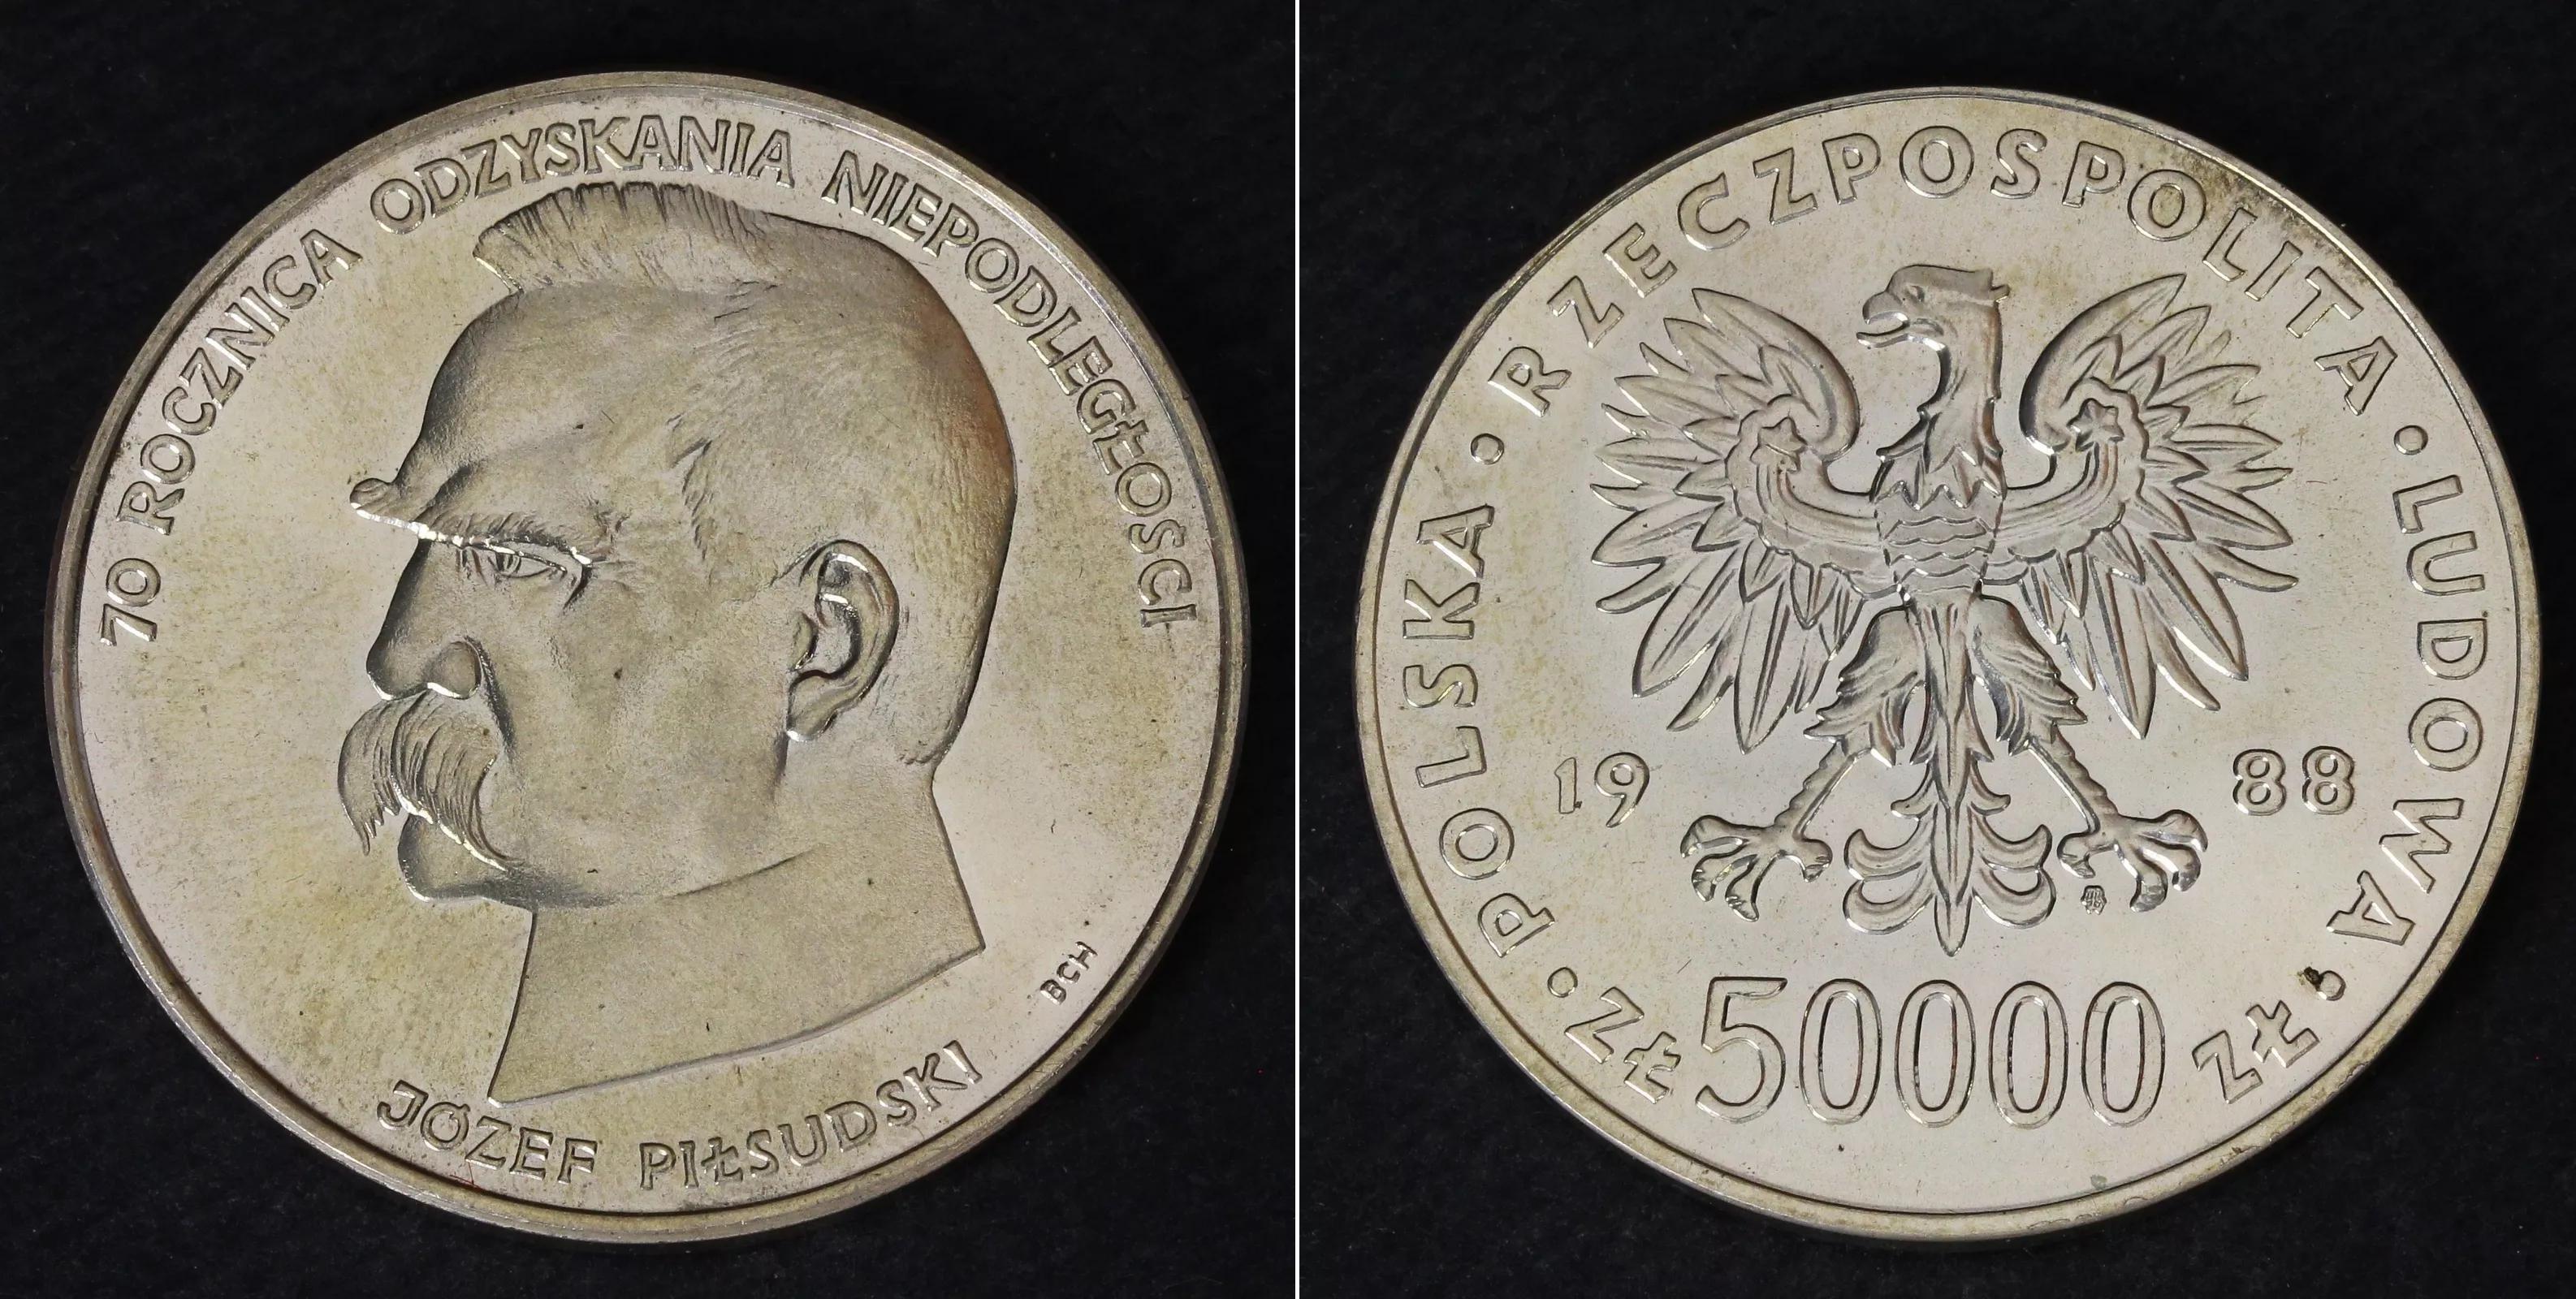 70 ROCZNICA ODZYSKANIA NIEPODLEGŁOŚCI
BCH
JÓZEF PIŁSUDSKI
POLSKA · RZECZPOSPOLITA · LUDOWA
19 88
· ZŁ 50000 ZŁ ·